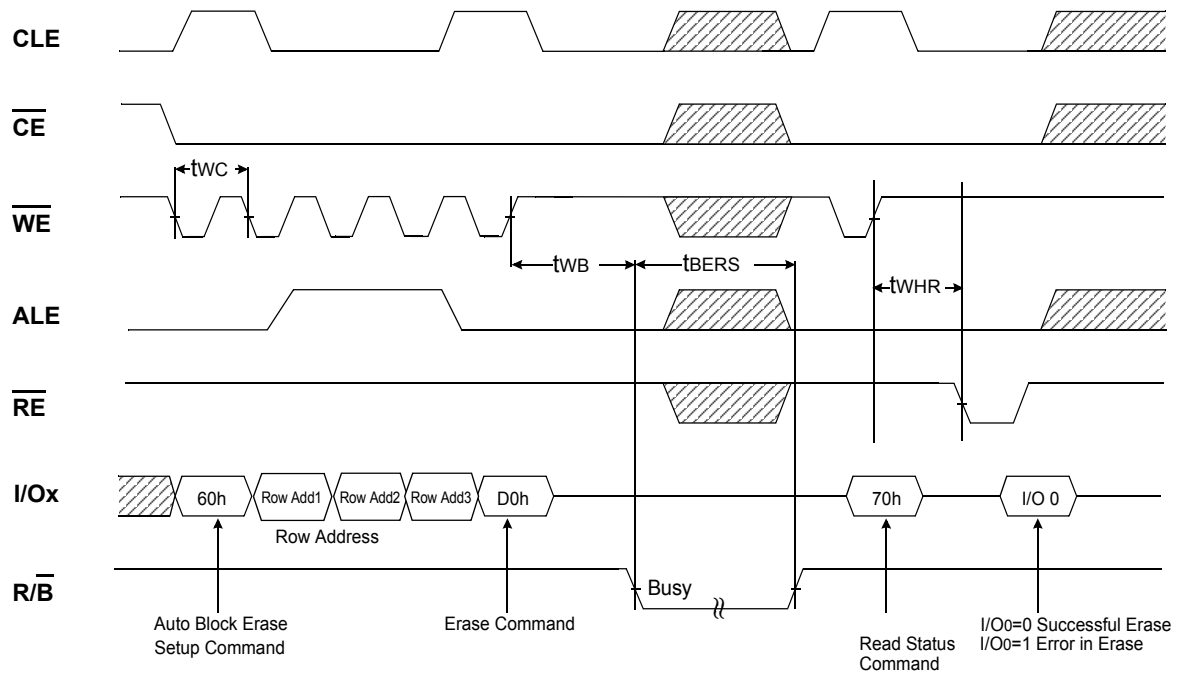 CLE
CE
tWC
WE
tWB
tBERS
tWHR
ALE
RE
I/Ox
60h
Row Add1
Row Add2
Row Add3
D0h
70h
I/O 0
Row Address
R/B
Busy
Auto Block Erase
Setup Command
Erase Command
Read Status
Command
I/O0=0 Successful Erase
I/O0=1 Error in Erase